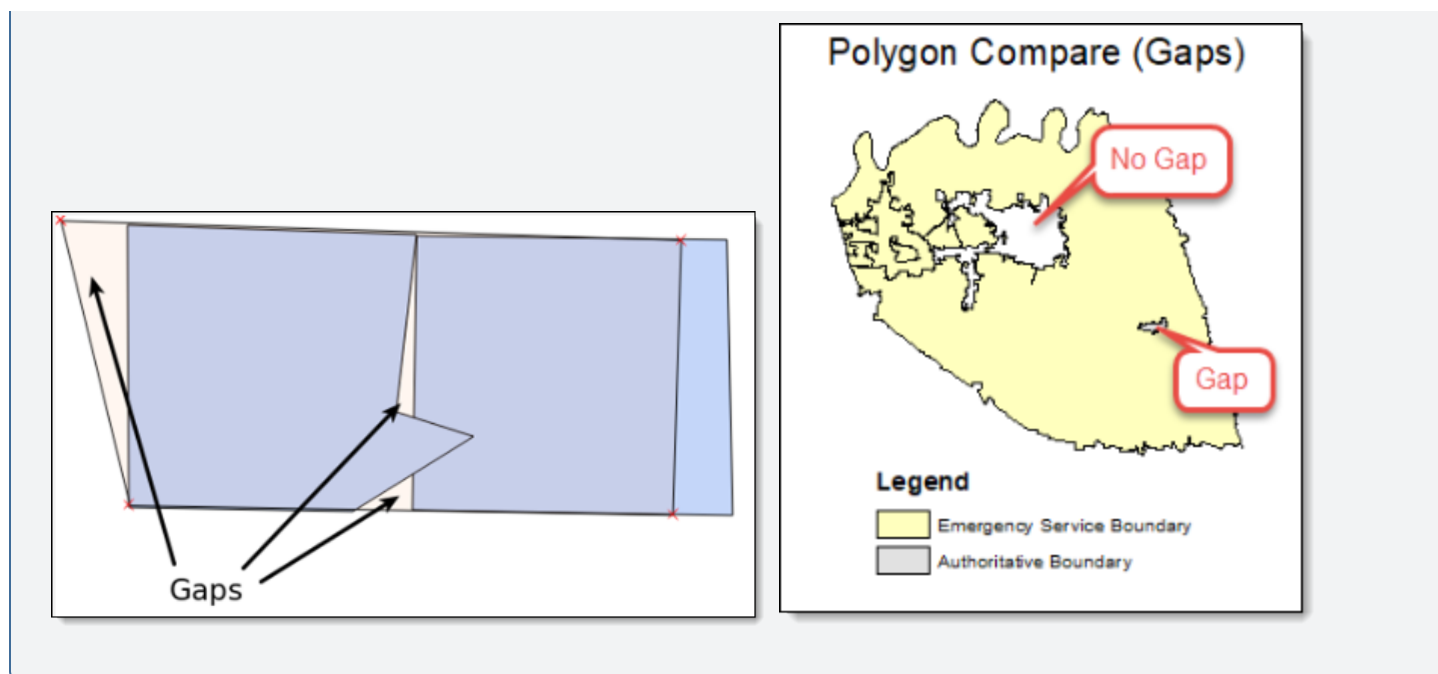 Polygon Compare (Gaps)
No Gap
Gap
Legend
Emergency Service Boundary
Authoritative Boundary
Gaps